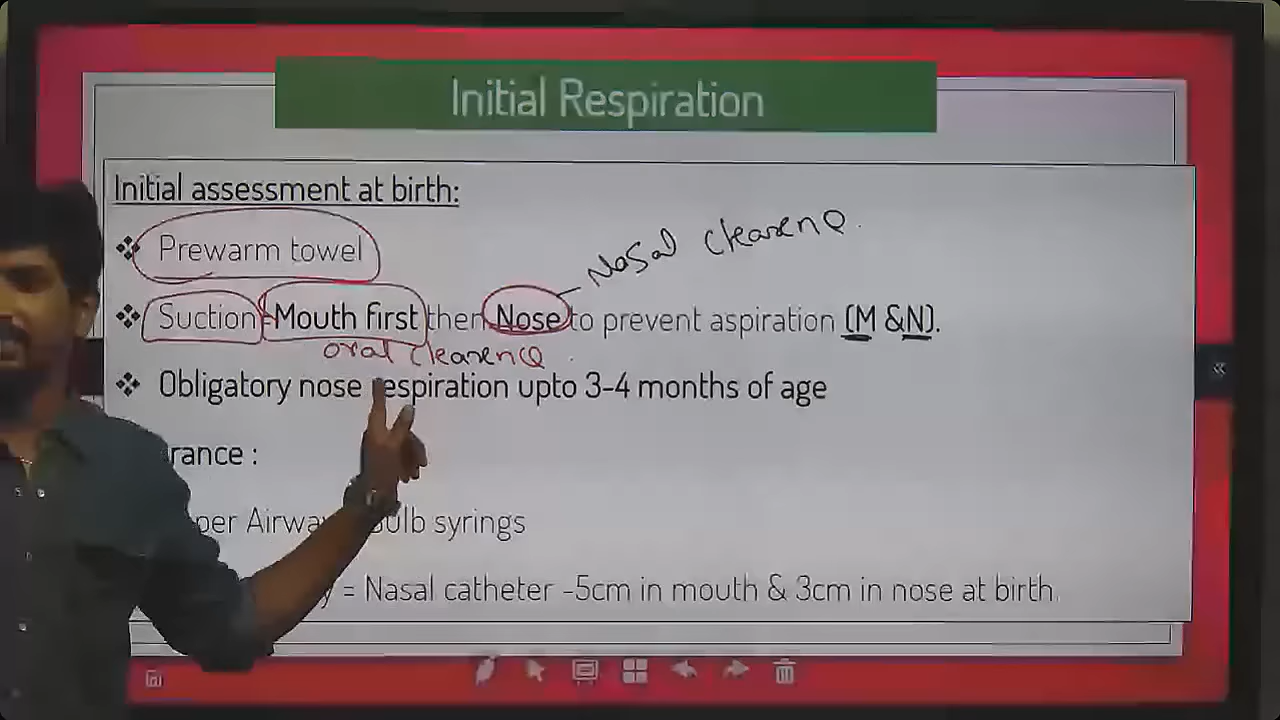 Initial Respiration
Initial assessment at birth:
❖ Prewarm towel
Nasal clearence.
❖ Suction-Mouth first then Nose to prevent aspiration (M &N).
oral clearence.
❖ Obligatory nose respiration upto 3-4 months of age
rance :
per Airway Bulb syrings
y = Nasal catheter -5cm in mouth & 3cm in nose at birth.